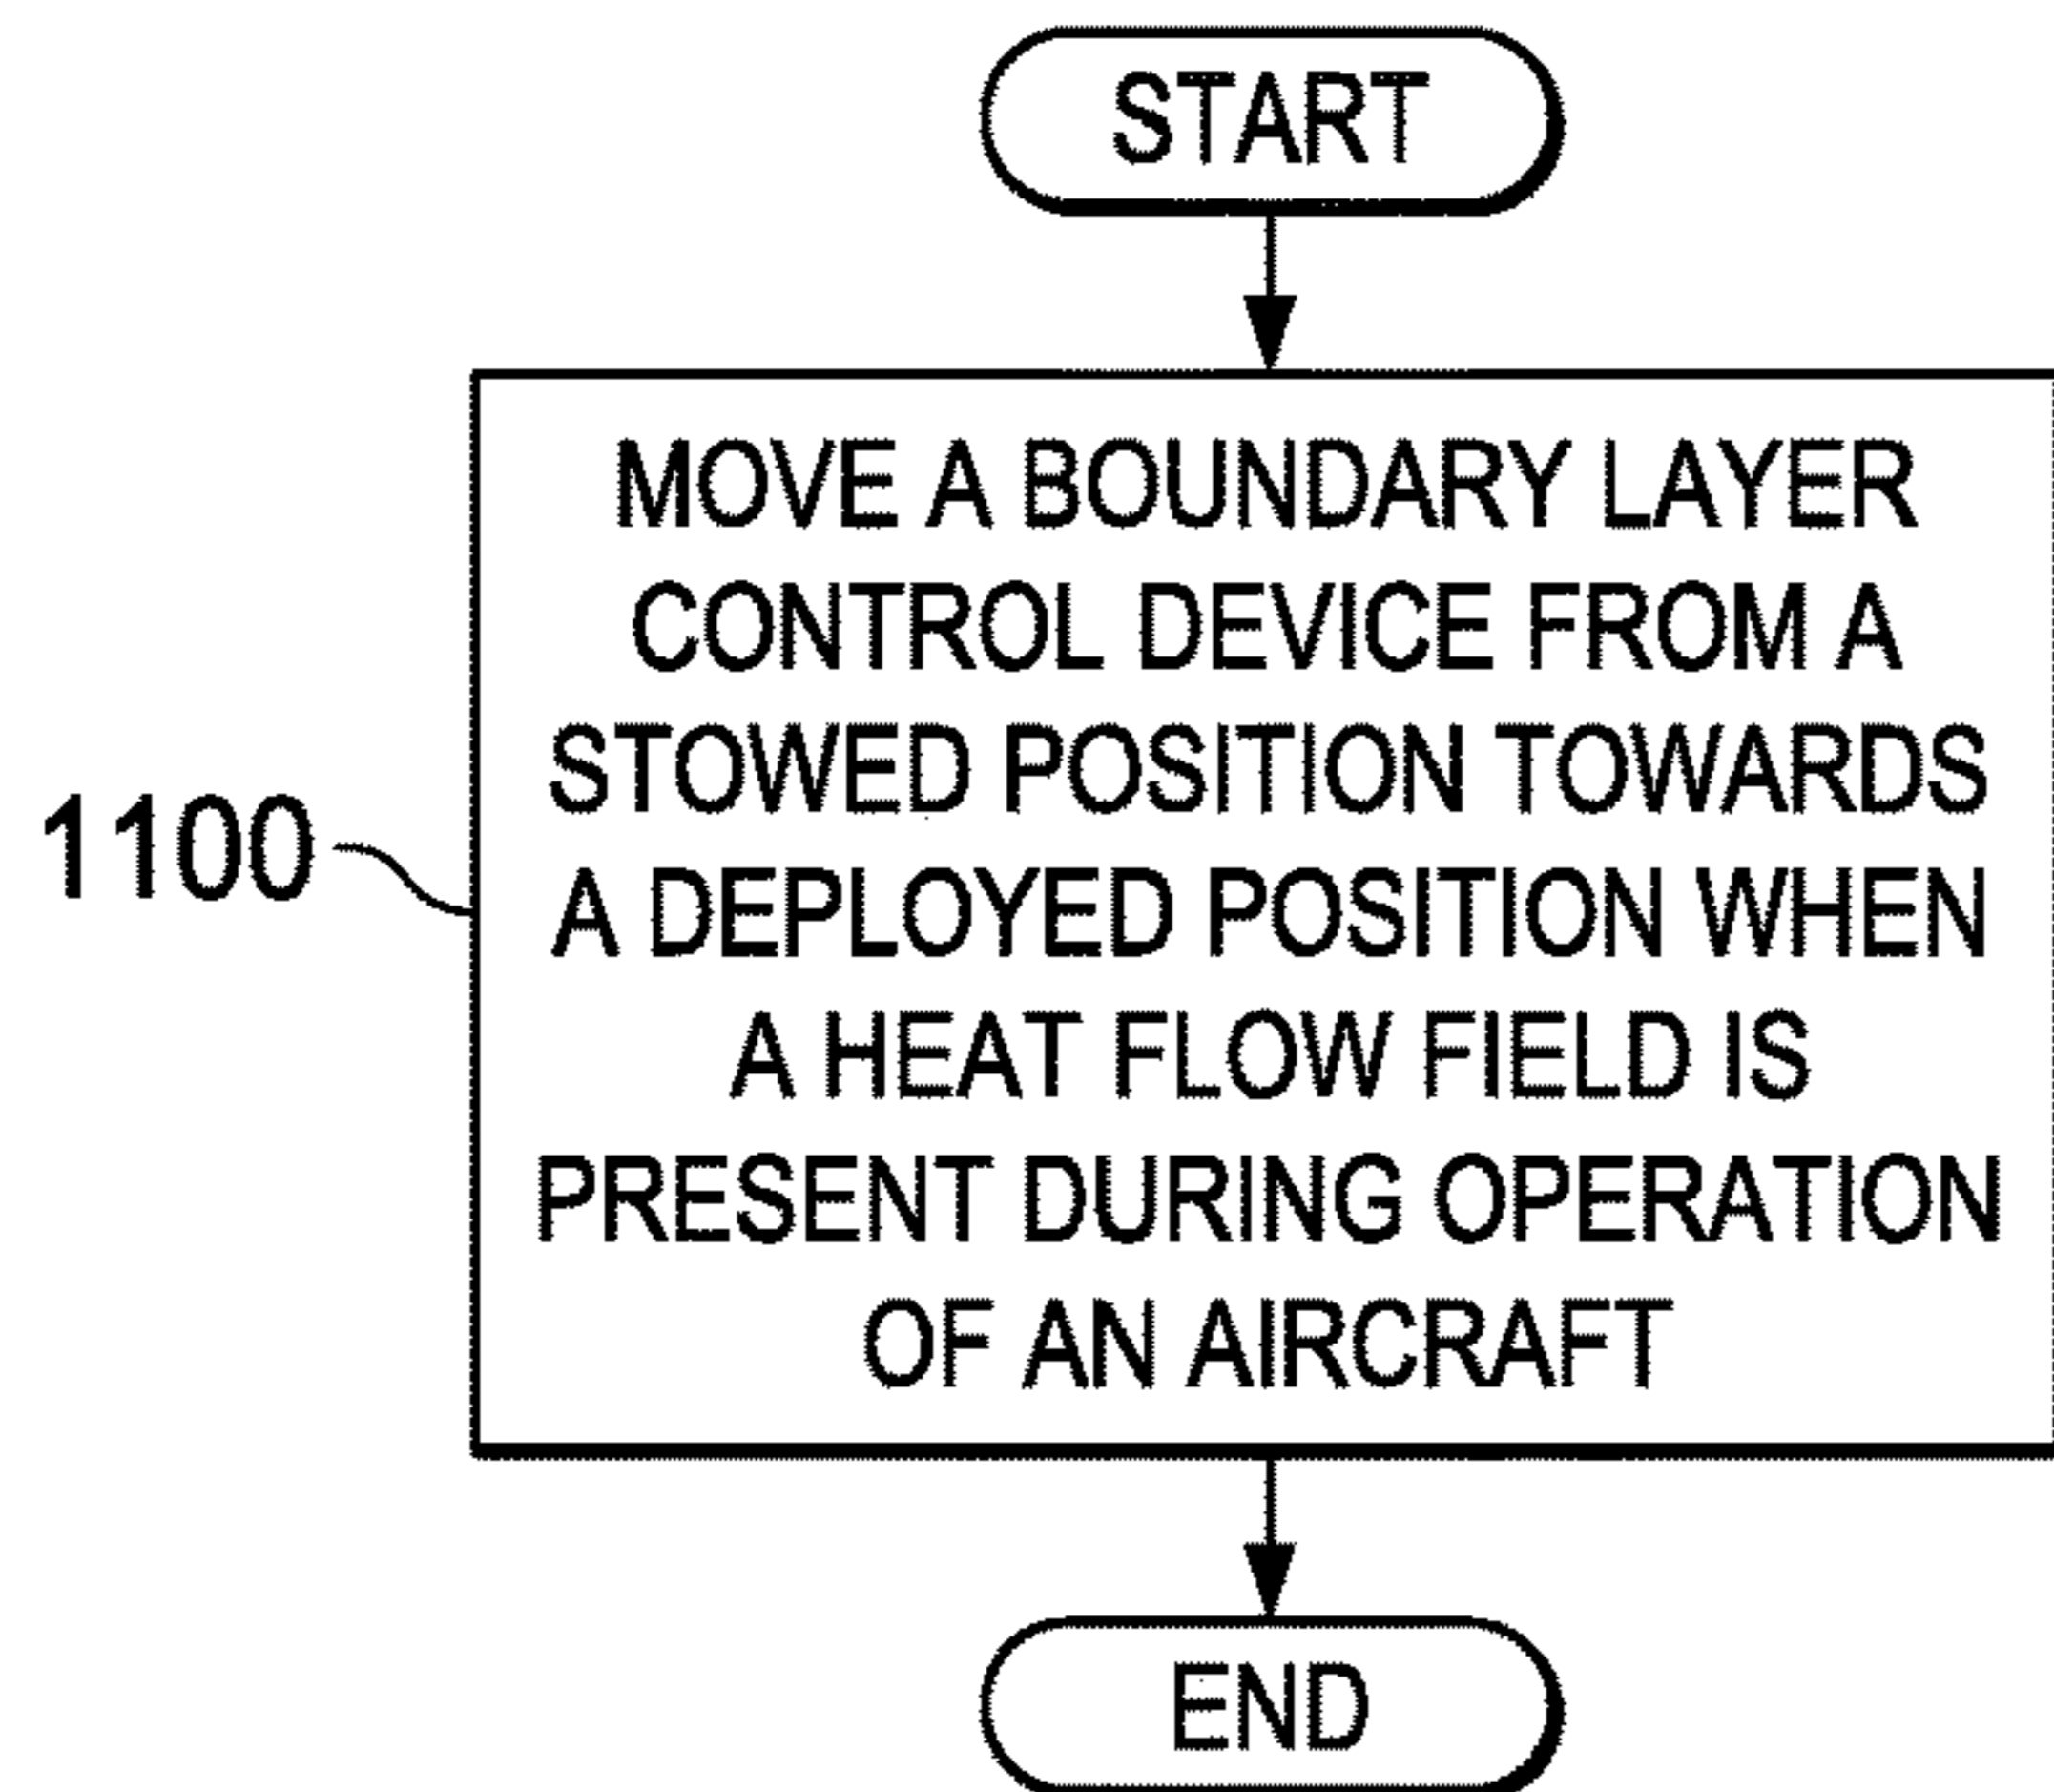 START
MOVE A BOUNDARY LAYER
CONTROL DEVICE FROM A
STOWED POSITION TOWARDS
A DEPLOYED POSITION WHEN
A HEAT FLOW FIELD IS
PRESENT DURING OPERATION
OF AN AIRCRAFT
1100
END